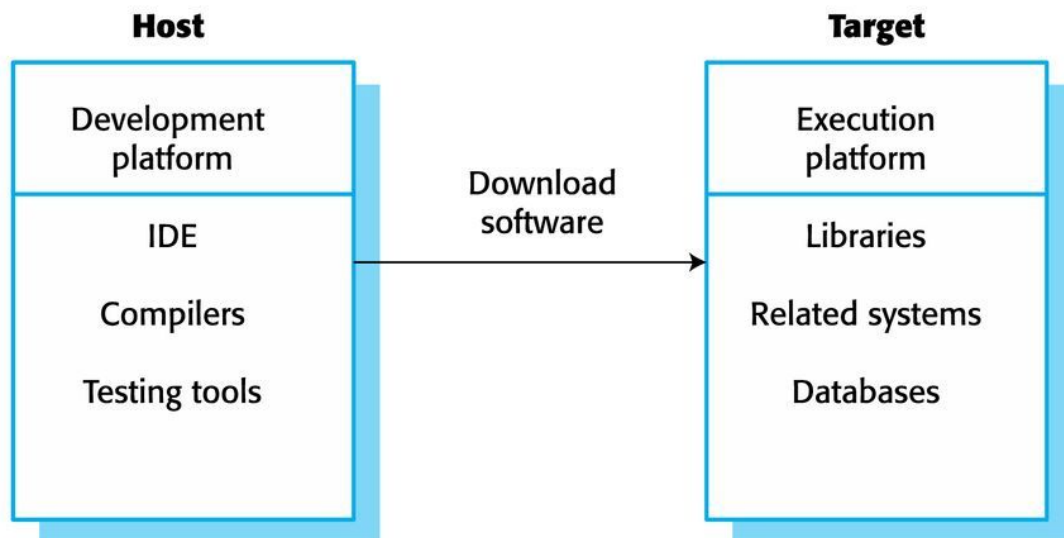 Host
Development
platform
IDE
Compilers
Testing tools
Download
software
Target
Execution
platform
Libraries
Related systems
Databases